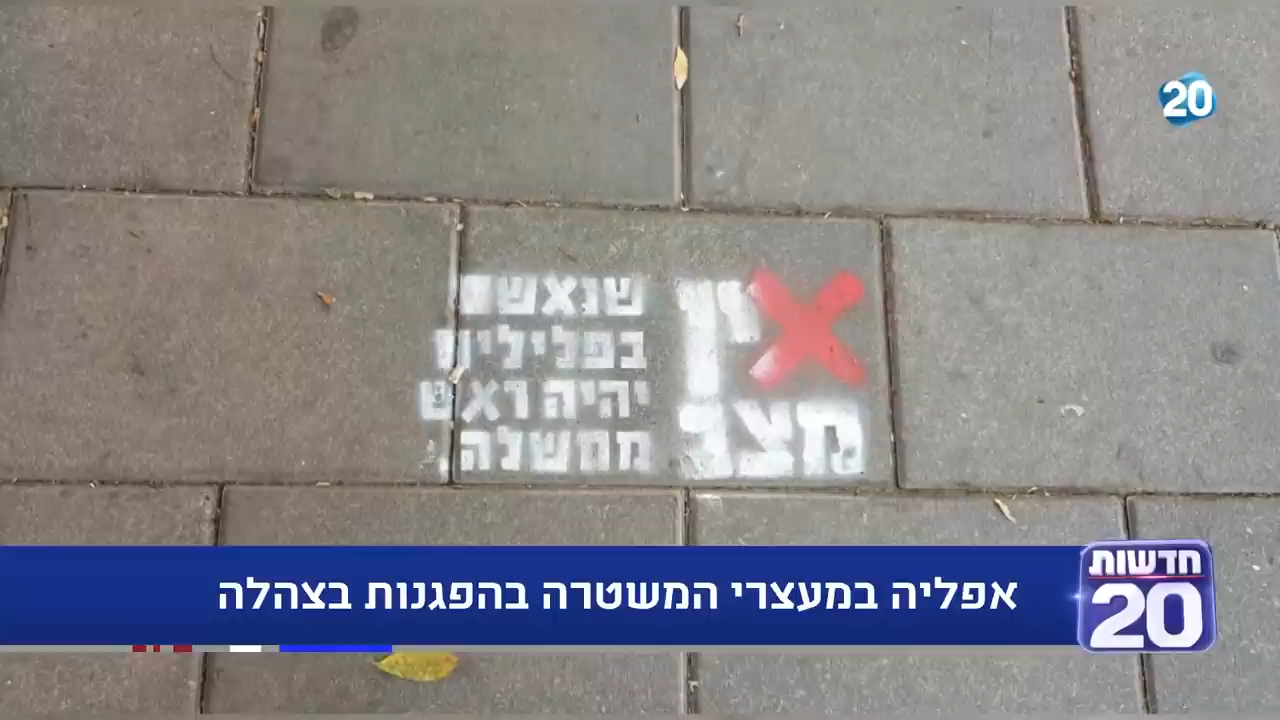 20
אין
מצב
שנאשם
בפלילים
יהיה ראש
ממשלה
אפליה במעצרי המשטרה בהפגנות בצהלה
חדשות
20